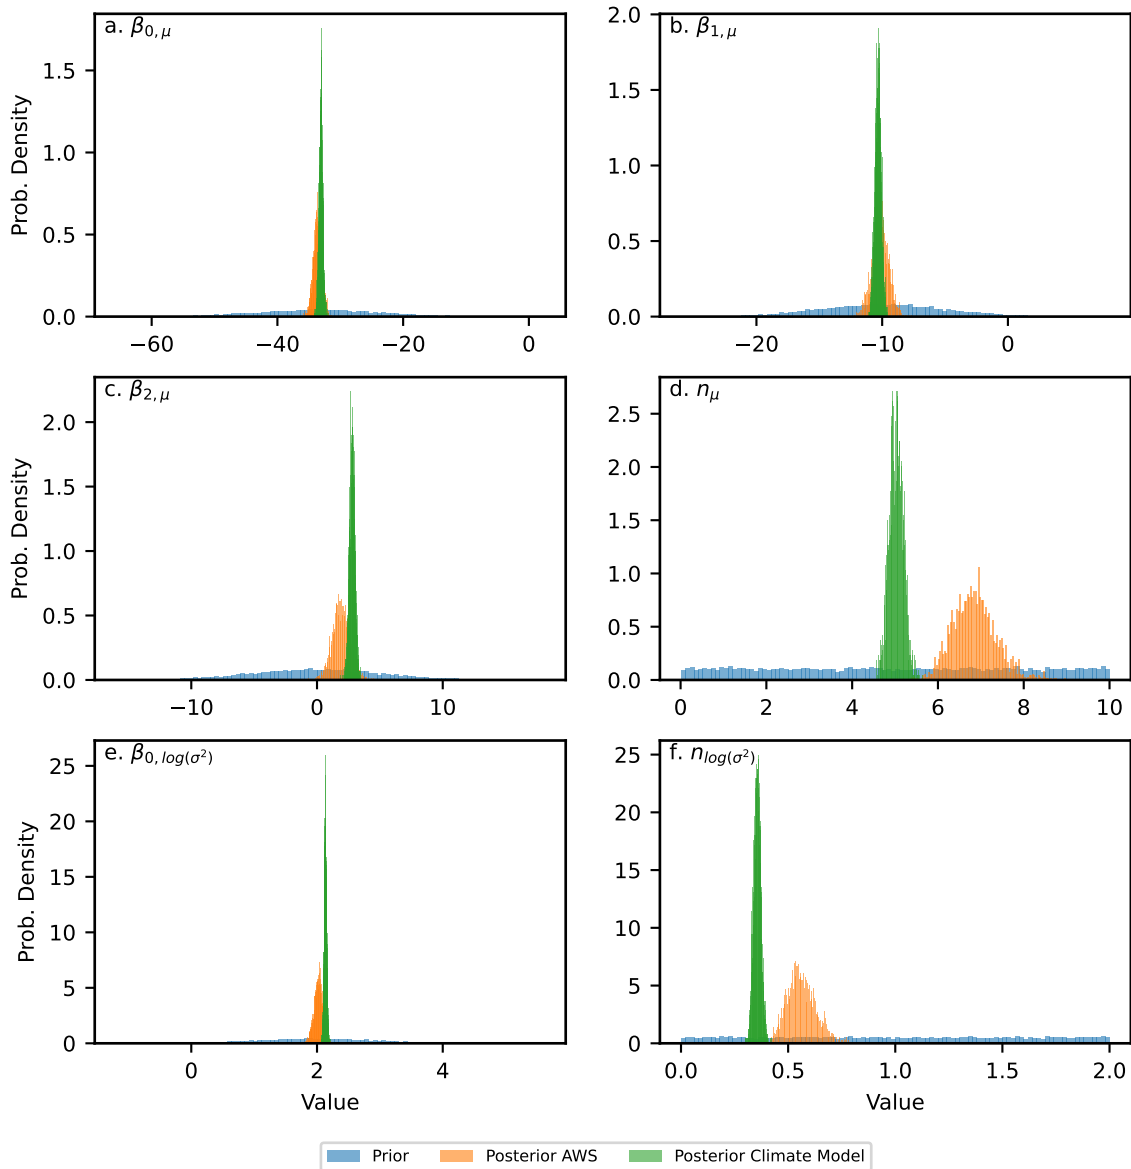 a. β₀,μ
Prob. Density
1.5
1.0
0.5
0.0
−60 −40 −20 0
b. β₁,μ
2.0
1.5
1.0
0.5
0.0
−20 −10 0
c. β₂,μ
Prob. Density
2.0
1.5
1.0
0.5
0.0
−10 0 10
d. nμ
2.5
2.0
1.5
1.0
0.5
0.0
0 2 4 6 8 10
e. β₀,log(σ²)
Prob. Density
25
20
15
10
5
0
0 2 4
Value
f. nlog(σ²)
25
20
15
10
5
0
0.0 0.5 1.0 1.5 2.0
Value
Prior Posterior AWS Posterior Climate Model